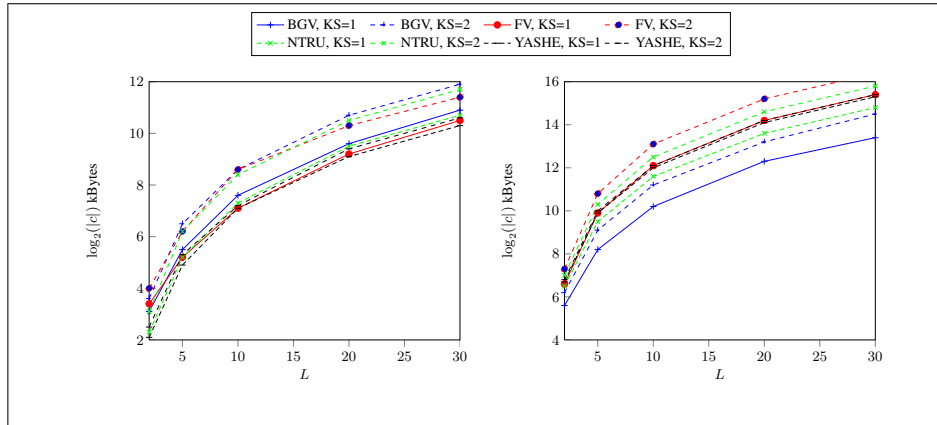 BGV, KS=1 BGV, KS=2 FV, KS=1 FV, KS=2
NTRU, KS=1 NTRU, KS=2 YASHE, KS=1 YASHE, KS=2
12
10
8
6
4
2
5 10 15 20 25 30
L
log₂(|c|) kBytes
16
14
12
10
8
6
4
5 10 15 20 25 30
L
log₂(|c|) kBytes